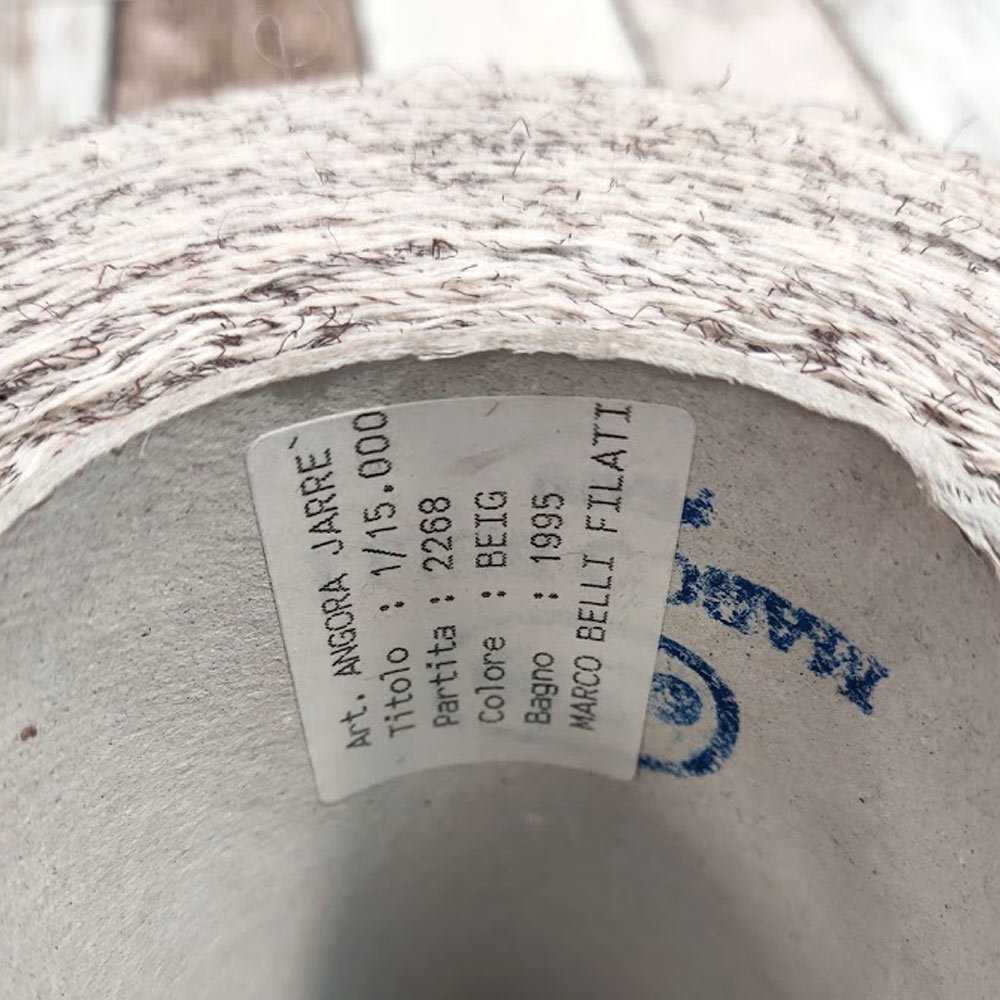 Art. ANGORA JARRE`
Titolo : 1/15.000
Partita : 2268
Colore : BEIG
Bagno : 1995
MARCO BELLI FILATI